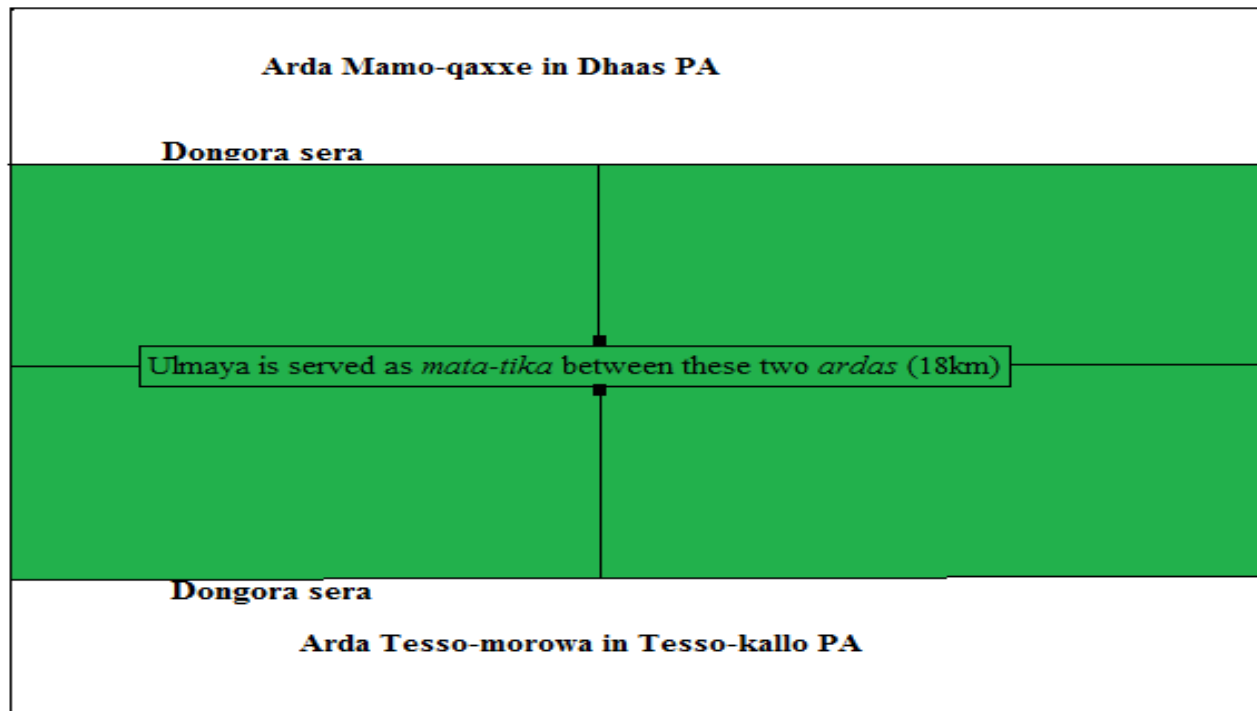 Arda Mamo-qaxxe in Dhaas PA
Dongora sera
Ulmaya is served as mata-tika between these two ardas (18km)
Dongora sera
Arda Tesso-morowa in Tesso-kallo PA